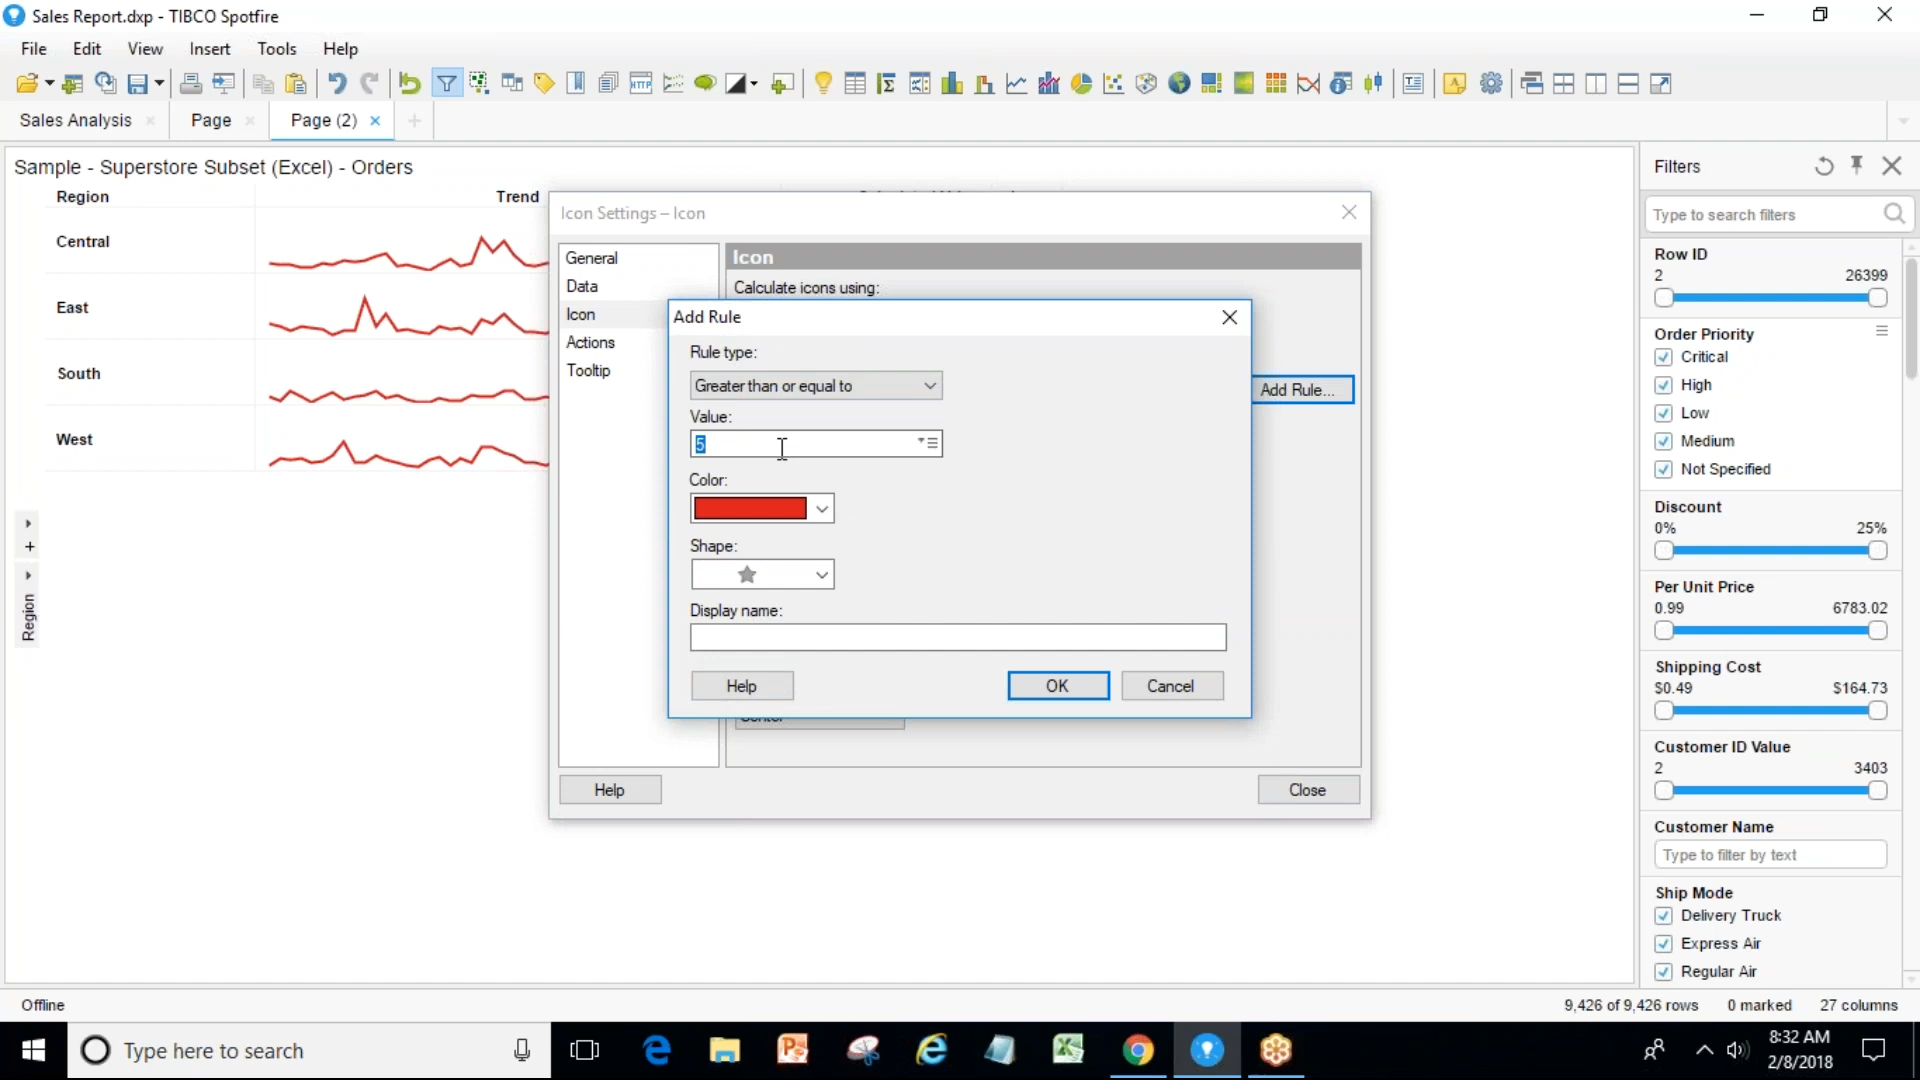 Sales Report.dxp - TIBCO Spotfire
File Edit View Insert Tools Help
HTTP
Sales Analysis Page Page (2)
Sample - Superstore Subset (Excel) - Orders
Region Trend
Central
East
South
West
Region
Icon Settings – Icon
General
Data
Icon
Actions
Tooltip
Icon
Calculate icons using:
Add Rule...
Help
Close
Add Rule
Rule type:
Greater than or equal to
Value:
5
Color:
Shape:
Display name:
Help OK Cancel
Filters
Type to search filters
Row ID
2 26399
Order Priority
Critical
High
Low
Medium
Not Specified
Discount
0% 25%
Per Unit Price
0.99 6783.02
Shipping Cost
$0.49 $164.73
Customer ID Value
2 3403
Customer Name
Type to filter by text
Ship Mode
Delivery Truck
Express Air
Regular Air
Offline
9,426 of 9,426 rows 0 marked 27 columns
Type here to search
8:32 AM
2/8/2018